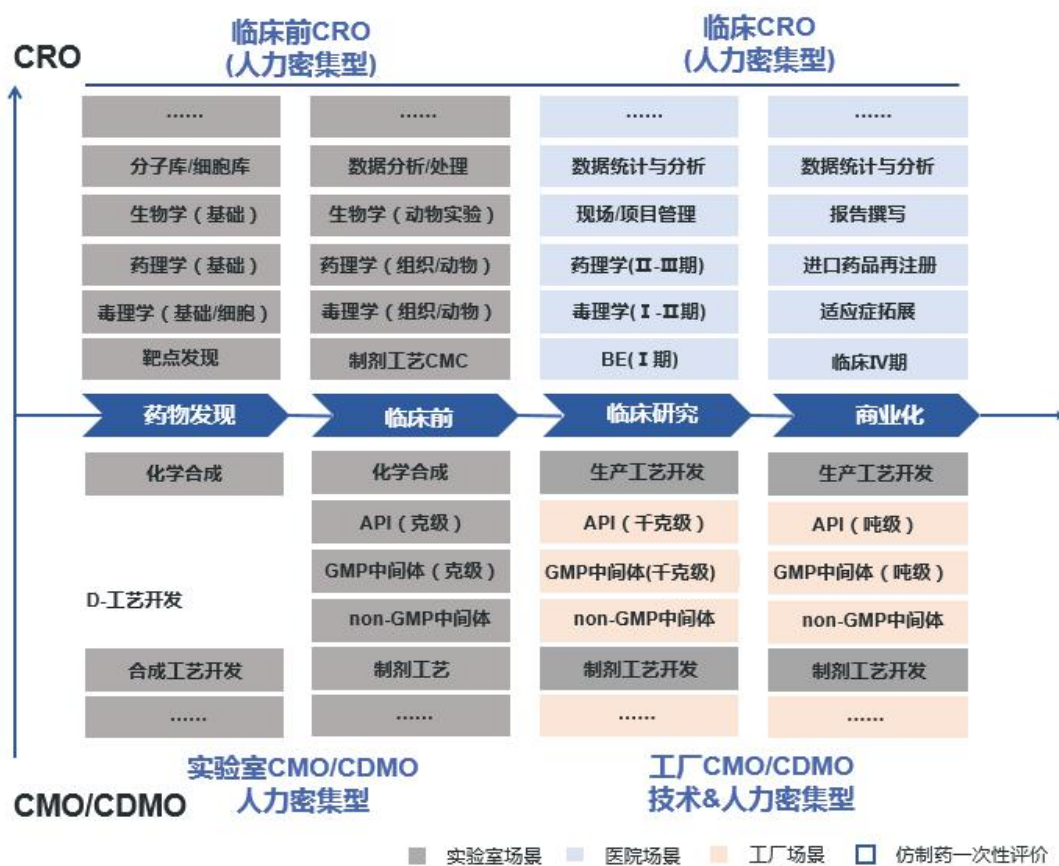 CRO
临床前CRO
(人力密集型)
临床CRO
(人力密集型)
······ ······ ······ ······
分子库/细胞库 数据分析/处理 数据统计与分析 数据统计与分析
生物学（基础） 生物学（动物实验） 现场/项目管理 报告撰写
药理学（基础） 药理学（组织/动物） 药理学(Ⅱ-Ⅲ期) 进口药品再注册
毒理学（基础/细胞） 毒理学（组织/动物） 毒理学(Ⅰ-Ⅱ期) 适应症拓展
靶点发现 制剂工艺CMC BE(Ⅰ期) 临床Ⅳ期
药物发现 临床前 临床研究 商业化
化学合成 化学合成 生产工艺开发 生产工艺开发
API（克级） API（千克级） API（吨级）
GMP中间体（克级） GMP中间体(千克级) GMP中间体（吨级）
D-工艺开发 non-GMP中间体 non-GMP中间体 non-GMP中间体
合成工艺开发 制剂工艺 制剂工艺开发 制剂工艺开发
······ ······ ······ ······
CMO/CDMO
实验室CMO/CDMO
人力密集型
工厂CMO/CDMO
技术&人力密集型
实验室场景 医院场景 工厂场景 仿制药一次性评价